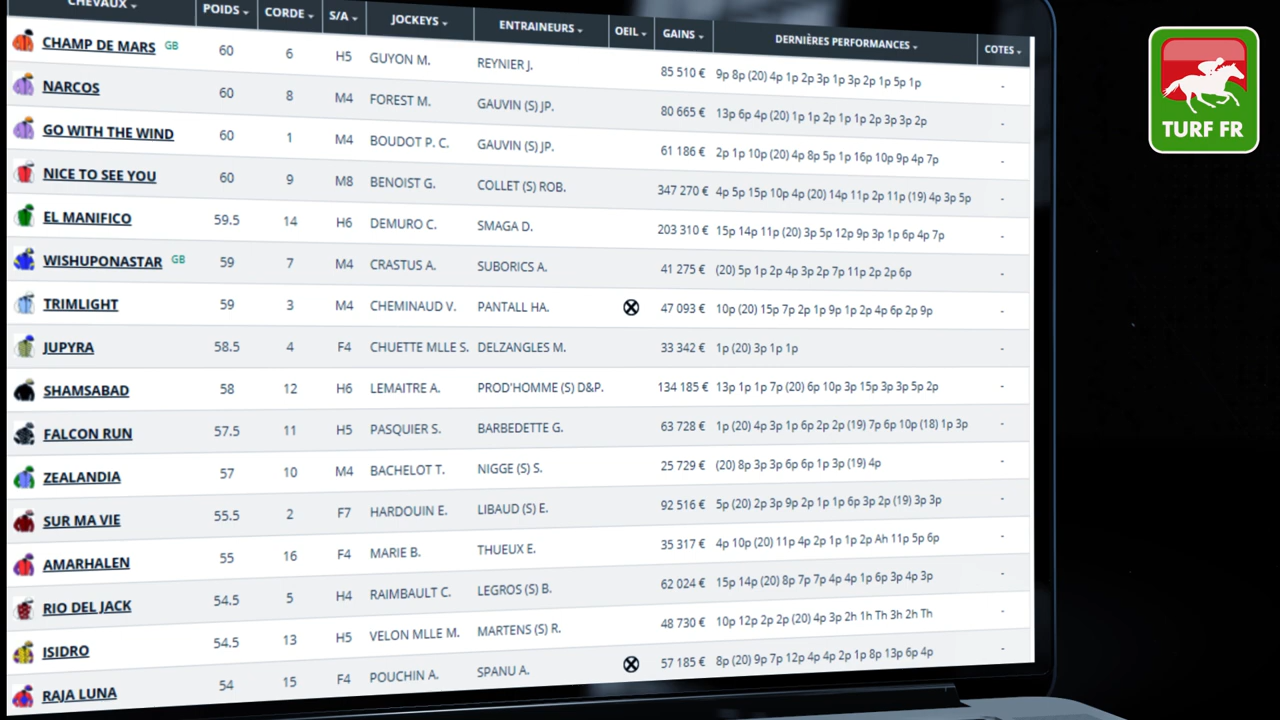 CHEVAUX POIDS CORDE S/A JOCKEYS ENTRAINEURS OEIL GAINS DERNIÈRES PERFORMANCES COTES
CHAMP DE MARS GB 60 6 H5 GUYON M. REYNIER J. 85 510 € 9p 8p (20) 4p 1p 2p 3p 1p 3p 2p 1p 5p 1p -
NARCOS 60 8 M4 FOREST M. GAUVIN (S) JP. 80 665 € 13p 6p 4p (20) 1p 1p 2p 1p 1p 2p 3p 3p 2p -
GO WITH THE WIND 60 1 M4 BOUDOT P. C. GAUVIN (S) JP. 61 186 € 2p 1p 10p (20) 4p 8p 5p 1p 16p 10p 9p 4p 7p -
NICE TO SEE YOU 60 9 M8 BENOIST G. COLLET (S) ROB. 347 270 € 4p 5p 15p 10p 4p (20) 14p 11p 2p 11p (19) 4p 3p 5p -
EL MANIFICO 59.5 14 H6 DEMURO C. SMAGA D. 203 310 € 15p 14p 11p (20) 3p 5p 12p 9p 3p 1p 6p 4p 7p -
WISHUPONASTAR GB 59 7 M4 CRASTUS A. SUBORICS A. 41 275 € (20) 5p 1p 2p 4p 3p 2p 7p 11p 2p 2p 6p -
TRIMLIGHT 59 3 M4 CHEMINAUD V. PANTALL HA. 47 093 € 10p (20) 15p 7p 2p 1p 9p 1p 2p 4p 6p 2p 9p -
JUPYRA 58.5 4 F4 CHUETTE MLLE S. DELZANGLES M. 33 342 € 1p (20) 3p 1p 1p -
SHAMSABAD 58 12 H6 LEMAITRE A. PROD'HOMME (S) D&P. 134 185 € 13p 1p 1p 7p (20) 6p 10p 3p 15p 3p 3p 5p 2p -
FALCON RUN 57.5 11 H5 PASQUIER S. BARBEDETTE G. 63 728 € 1p (20) 4p 3p 1p 6p 2p 2p (19) 7p 6p 10p (18) 1p 3p -
ZEALANDIA 57 10 M4 BACHELOT T. NIGGE (S) S. 25 729 € (20) 8p 3p 3p 6p 6p 1p 3p (19) 4p -
SUR MA VIE 55.5 2 F7 HARDOUIN E. LIBAUD (S) E. 92 516 € 5p (20) 2p 3p 9p 2p 1p 1p 6p 3p 2p (19) 3p 3p -
AMARHALEN 55 16 F4 MARIE B. THUEUX E. 35 317 € 4p 10p (20) 11p 4p 2p 1p 1p 2p Ah 11p 5p 6p -
RIO DEL JACK 54.5 5 H4 RAIMBAULT C. LEGROS (S) B. 62 024 € 15p 14p (20) 8p 7p 7p 4p 4p 1p 6p 3p 4p 3p -
ISIDRO 54.5 13 H5 VELON MLLE M. MARTENS (S) R. 48 730 € 10p 12p 2p 2p (20) 4p 3p 2h 1h Th 3h 2h Th -
RAJA LUNA 54 15 F4 POUCHIN A. SPANU A. 57 185 € 8p (20) 9p 7p 12p 4p 4p 2p 1p 8p 13p 6p 4p -
TURF FR